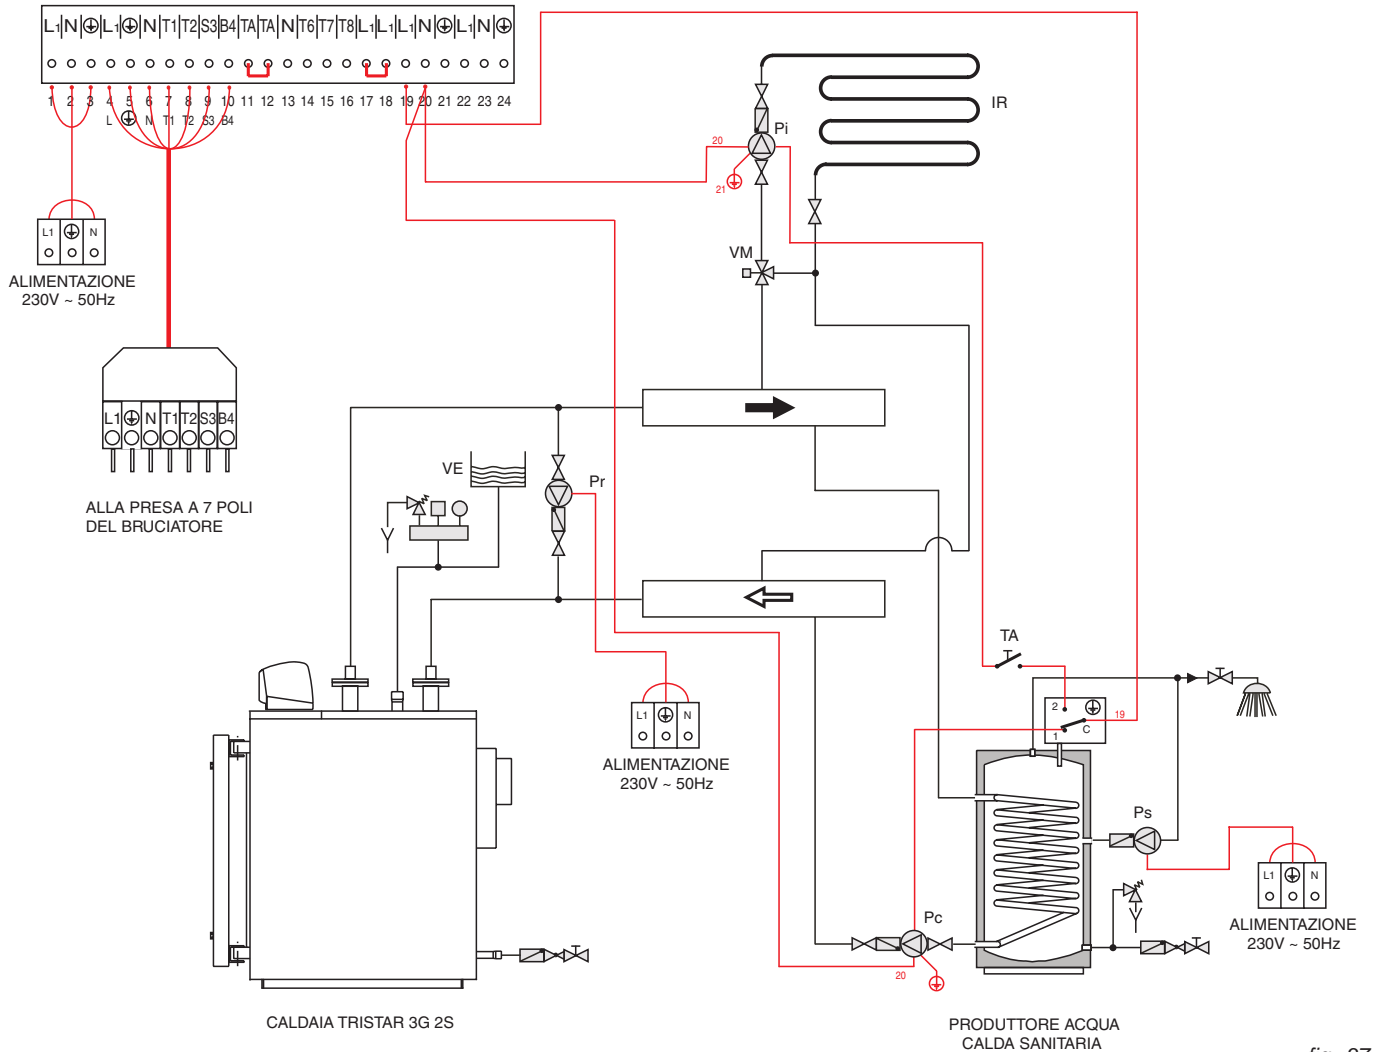 L1 N L1 N T1 T2 S3 B4 TA TA N T6 T7 T8 L1 L1 L1 N L1 N
1 2 3 4 5 6 7 8 9 10 11 12 13 14 15 16 17 18 19 20 21 22 23 24
L N T1 T2 S3 B4
IR
Pi
20
21
L1 N
ALIMENTAZIONE
230V ~ 50Hz
VM
L1 N T1 T2 S3 B4
ALLA PRESA A 7 POLI
DEL BRUCIATORE
VE
Pr
TA
2
1 C
19
L1 N
ALIMENTAZIONE
230V ~ 50Hz
Ps
L1 N
ALIMENTAZIONE
230V ~ 50Hz
Pc
20
CALDAIA TRISTAR 3G 2S
PRODUTTORE ACQUA
CALDA SANITARIA